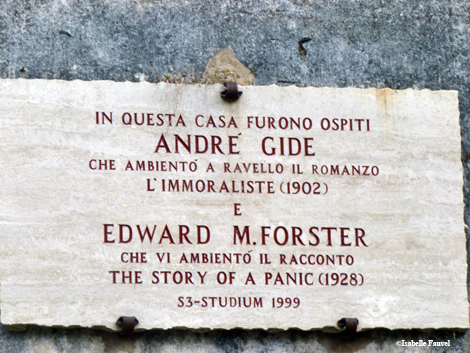 IN QUESTA CASA FURONO OSPITI
ANDRÉ GIDE
CHE AMBIENTÒ A RAVELLO IL ROMANZO
L'IMMORALISTE (1902)
E
EDWARD M. FORSTER
CHE VI AMBIENTÒ IL RACCONTO
THE STORY OF A PANIC (1928)
S3-STUDIUM 1999
©Isabelle Fauvel